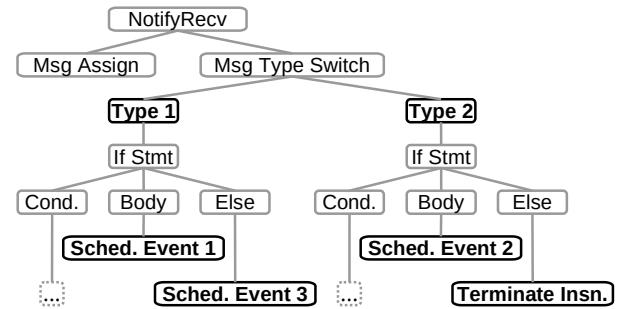 NotifyRecv
Msg Assign Msg Type Switch
Type 1 Type 2
If Stmt If Stmt
Cond. Body Else Cond. Body Else
Sched. Event 1 Sched. Event 2
... Sched. Event 3 ... Terminate Insn.